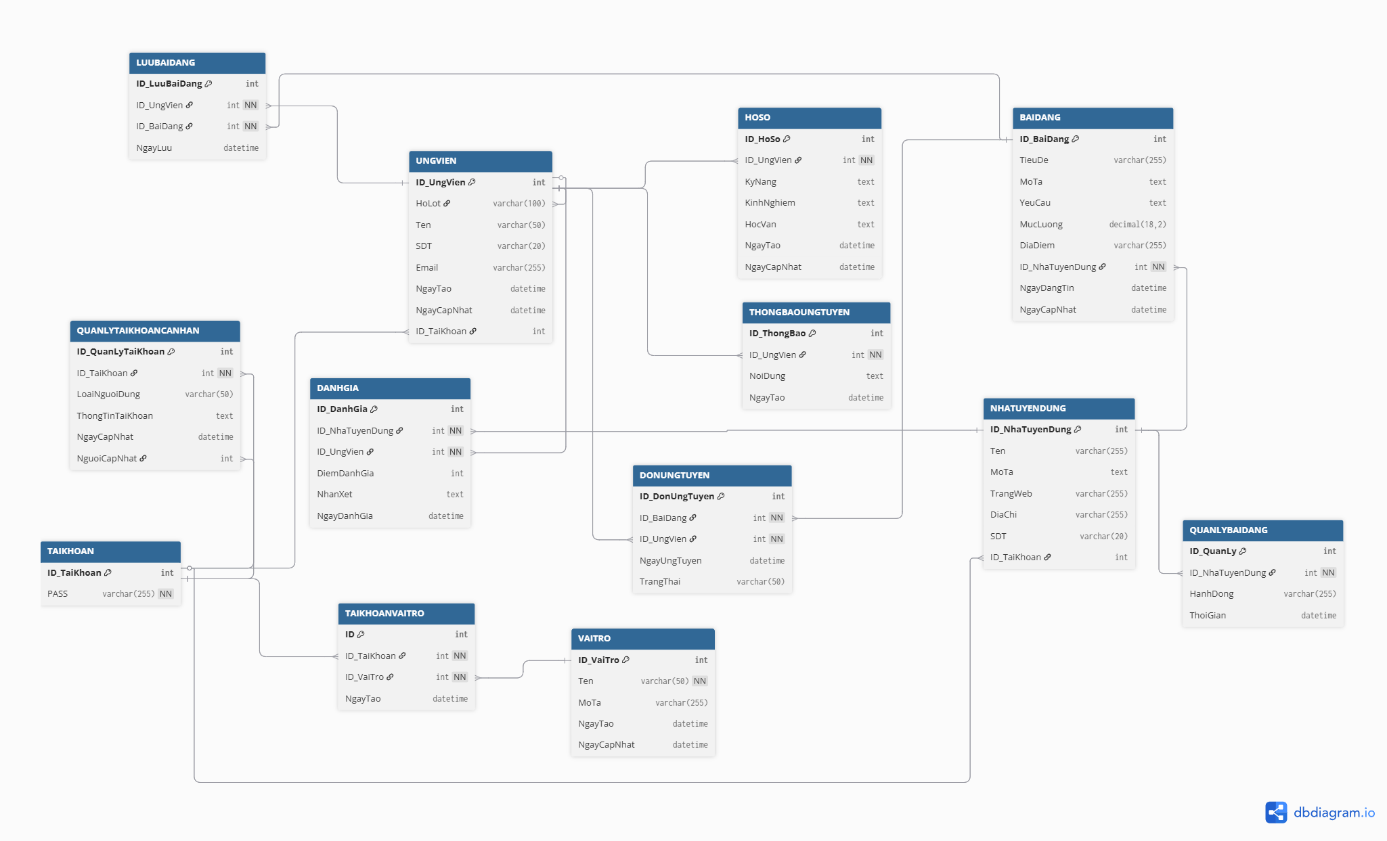 LUUBAIDANG
ID_LuuBaiDang int
ID_UngVien int NN
ID_BaiDang int NN
NgayLuu datetime
UNGVIEN
ID_UngVien int
HoLot varchar(100)
Ten varchar(50)
SDT varchar(20)
Email varchar(255)
NgayTao datetime
NgayCapNhat datetime
ID_TaiKhoan int
HOSO
ID_HoSo int
ID_UngVien int NN
KyNang text
KinhNghiem text
HocVan text
NgayTao datetime
NgayCapNhat datetime
BAIDANG
ID_BaiDang int
TieuDe varchar(255)
MoTa text
YeuCau text
MucLuong decimal(18,2)
DiaDiem varchar(255)
ID_NhaTuyenDung int NN
NgayDangTin datetime
NgayCapNhat datetime
THONGBAOUNGTUYEN
ID_ThongBao int
ID_UngVien int NN
NoiDung text
NgayTao datetime
QUANLYTAIKHOANCANHAN
ID_QuanLyTaiKhoan int
ID_TaiKhoan int NN
LoaiNguoiDung varchar(50)
ThongTinTaiKhoan text
NgayCapNhat datetime
NguoiCapNhat int
DANHGIA
ID_DanhGia int
ID_NhaTuyenDung int NN
ID_UngVien int NN
DiemDanhGia int
NhanXet text
NgayDanhGia datetime
NHATUYENDUNG
ID_NhaTuyenDung int
Ten varchar(255)
MoTa text
TrangWeb varchar(255)
DiaChi varchar(255)
SDT varchar(20)
ID_TaiKhoan int
DONUNGTUYEN
ID_DonUngTuyen int
ID_BaiDang int NN
ID_UngVien int NN
NgayUngTuyen datetime
TrangThai varchar(50)
QUANLYBAIDANG
ID_QuanLy int
ID_NhaTuyenDung int NN
HanhDong varchar(255)
ThoiGian datetime
TAIKHOAN
ID_TaiKhoan int
PASS varchar(255) NN
TAIKHOANVAITRO
ID int
ID_TaiKhoan int NN
ID_VaiTro int NN
NgayTao datetime
VAITRO
ID_VaiTro int
Ten varchar(50) NN
MoTa varchar(255)
NgayTao datetime
NgayCapNhat datetime
dbdiagram.io